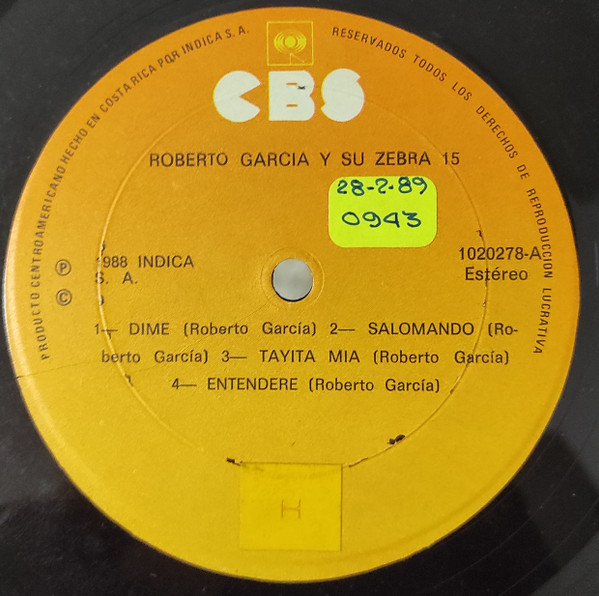 PRODUCTO CENTROAMERICANO HECHO EN COSTA RICA POR INDICA S.A.
RESERVADOS TODOS LOS DERECHOS DE REPRODUCCION LUCRATIVA
CBS
ROBERTO GARCIA Y SU ZEBRA 15
28-2-89
0943
℗ 1988 INDICA
© S. A.
1020278-A
Estéreo
1— DIME (Roberto García) 2— SALOMANDO (Ro-
berto García) 3— TAYITA MIA (Roberto García)
4— ENTENDERE (Roberto García)
H